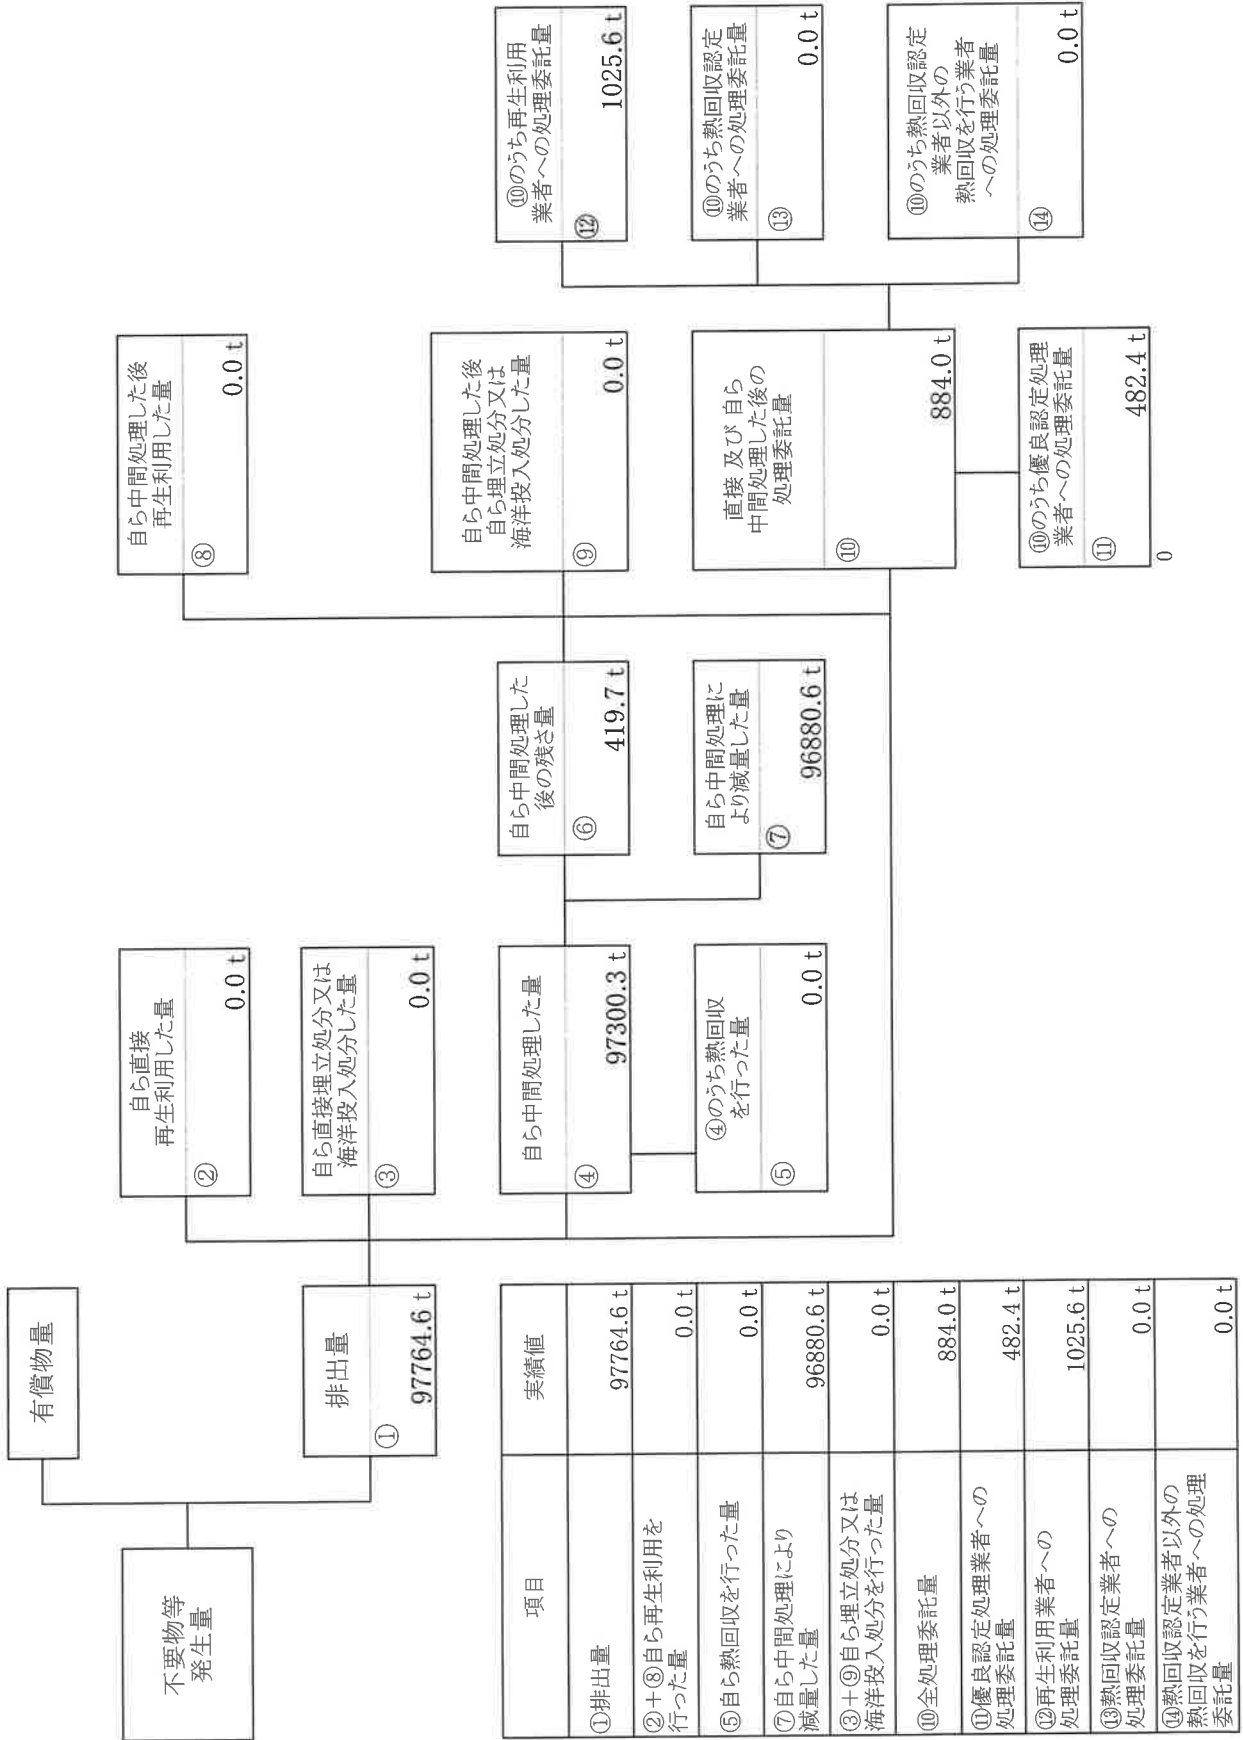 不要物等
発生量
有償物量
排出量
①
97764.6 t
自ら直接
再生利用した量
②
0.0 t
自ら直接埋立処分又は
海洋投入処分した量
③
0.0 t
自ら中間処理した量
④
97300.3 t
④のうち熱回収
を行った量
⑤
0.0 t
自ら中間処理した
後の残さ量
⑥
419.7 t
自ら中間処理に
より減量した量
⑦
96880.6 t
自ら中間処理した後
再生利用した量
⑧
0.0 t
自ら中間処理した後
自ら埋立処分又は
海洋投入処分した量
⑨
0.0 t
直接 及び 自ら
中間処理した後の
処理委託量
⑩
884.0 t
⑩のうち優良認定処理
業者への処理委託量
⑪
482.4 t
0
⑩のうち再生利用
業者への処理委託量
⑫
1025.6 t
⑩のうち熱回収認定
業者への処理委託量
⑬
0.0 t
⑩のうち熱回収認定
業者以外の
熱回収を行う業者
への処理委託量
⑭
0.0 t
項目
実績値
①排出量
97764.6 t
②+⑧自ら再生利用を
行った量
0.0 t
⑤自ら熱回収を行った量
0.0 t
⑦自ら中間処理により
減量した量
96880.6 t
③+⑨自ら埋立処分又は
海洋投入処分を行った量
0.0 t
⑩全処理委託量
884.0 t
⑪優良認定処理業者への
処理委託量
482.4 t
⑫再生利用業者への
処理委託量
1025.6 t
⑬熱回収認定業者への
処理委託量
0.0 t
⑭熱回収認定業者以外の
熱回収を行う業者への処理
委託量
0.0 t